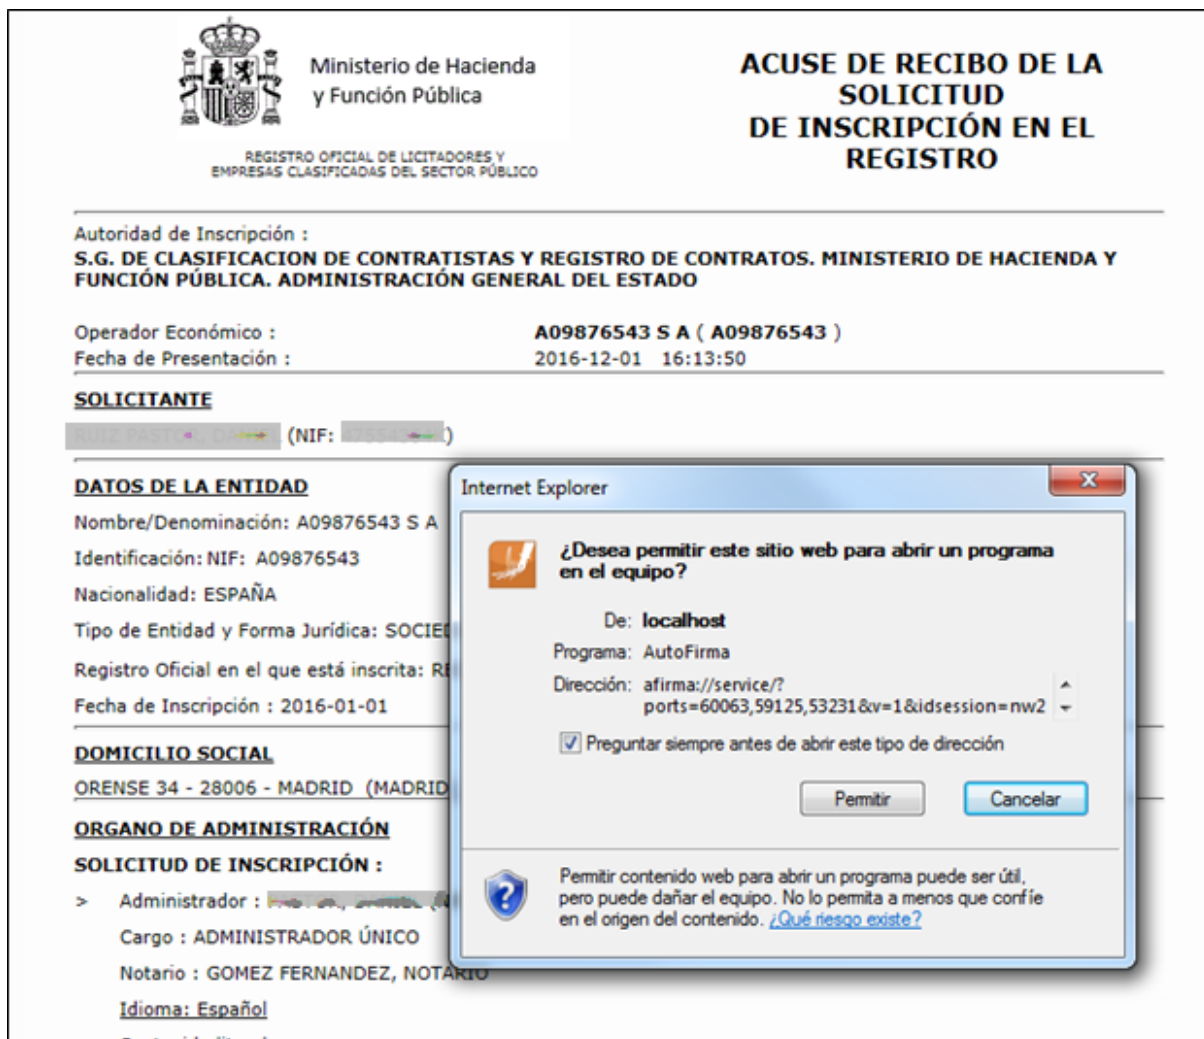 Ministerio de Hacienda
y Función Pública
REGISTRO OFICIAL DE LICITADORES Y
EMPRESAS CLASIFICADAS DEL SECTOR PÚBLICO
ACUSE DE RECIBO DE LA
SOLICITUD
DE INSCRIPCIÓN EN EL
REGISTRO
Autoridad de Inscripción :
S.G. DE CLASIFICACION DE CONTRATISTAS Y REGISTRO DE CONTRATOS. MINISTERIO DE HACIENDA Y
FUNCIÓN PÚBLICA. ADMINISTRACIÓN GENERAL DEL ESTADO
Operador Económico : A09876543 S A ( A09876543 )
Fecha de Presentación : 2016-12-01 16:13:50
SOLICITANTE
(NIF: )
DATOS DE LA ENTIDAD
Nombre/Denominación: A09876543 S A
Identificación: NIF: A09876543
Nacionalidad: ESPAÑA
Tipo de Entidad y Forma Jurídica:
Registro Oficial en el que está inscrita:
Fecha de Inscripción : 2016-01-01
DOMICILIO SOCIAL
ORENSE 34 - 28006 - MADRID (MADRID
ORGANO DE ADMINISTRACIÓN
SOLICITUD DE INSCRIPCIÓN :
> Administrador :
Cargo : ADMINISTRADOR ÚNICO
Notario : GOMEZ FERNANDEZ, NOTARIO
Idioma: Español
Internet Explorer
¿Desea permitir este sitio web para abrir un programa
en el equipo?
De: localhost
Programa: AutoFirma
Dirección: afirma://service/?
ports=60063,59125,53231&v=1&idsession=nw2
Preguntar siempre antes de abrir este tipo de dirección
Permitir
Cancelar
Permitir contenido web para abrir un programa puede ser útil,
pero puede dañar el equipo. No lo permita a menos que confíe
en el origen del contenido. ¿Qué riesgo existe?